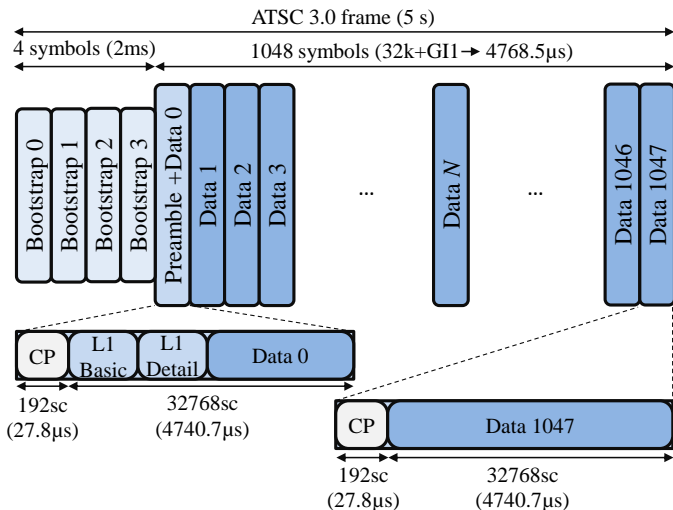 ATSC 3.0 frame (5 s)
4 symbols (2ms)
1048 symbols (32k+GI1→ 4768.5µs)
Bootstrap 0
Bootstrap 1
Bootstrap 2
Bootstrap 3
Preamble +Data 0
Data 1
Data 2
Data 3
...
Data N
...
Data 1046
Data 1047
CP
L1
Basic
L1
Detail
Data 0
192sc
(27.8µs)
32768sc
(4740.7µs)
CP
Data 1047
192sc
(27.8µs)
32768sc
(4740.7µs)